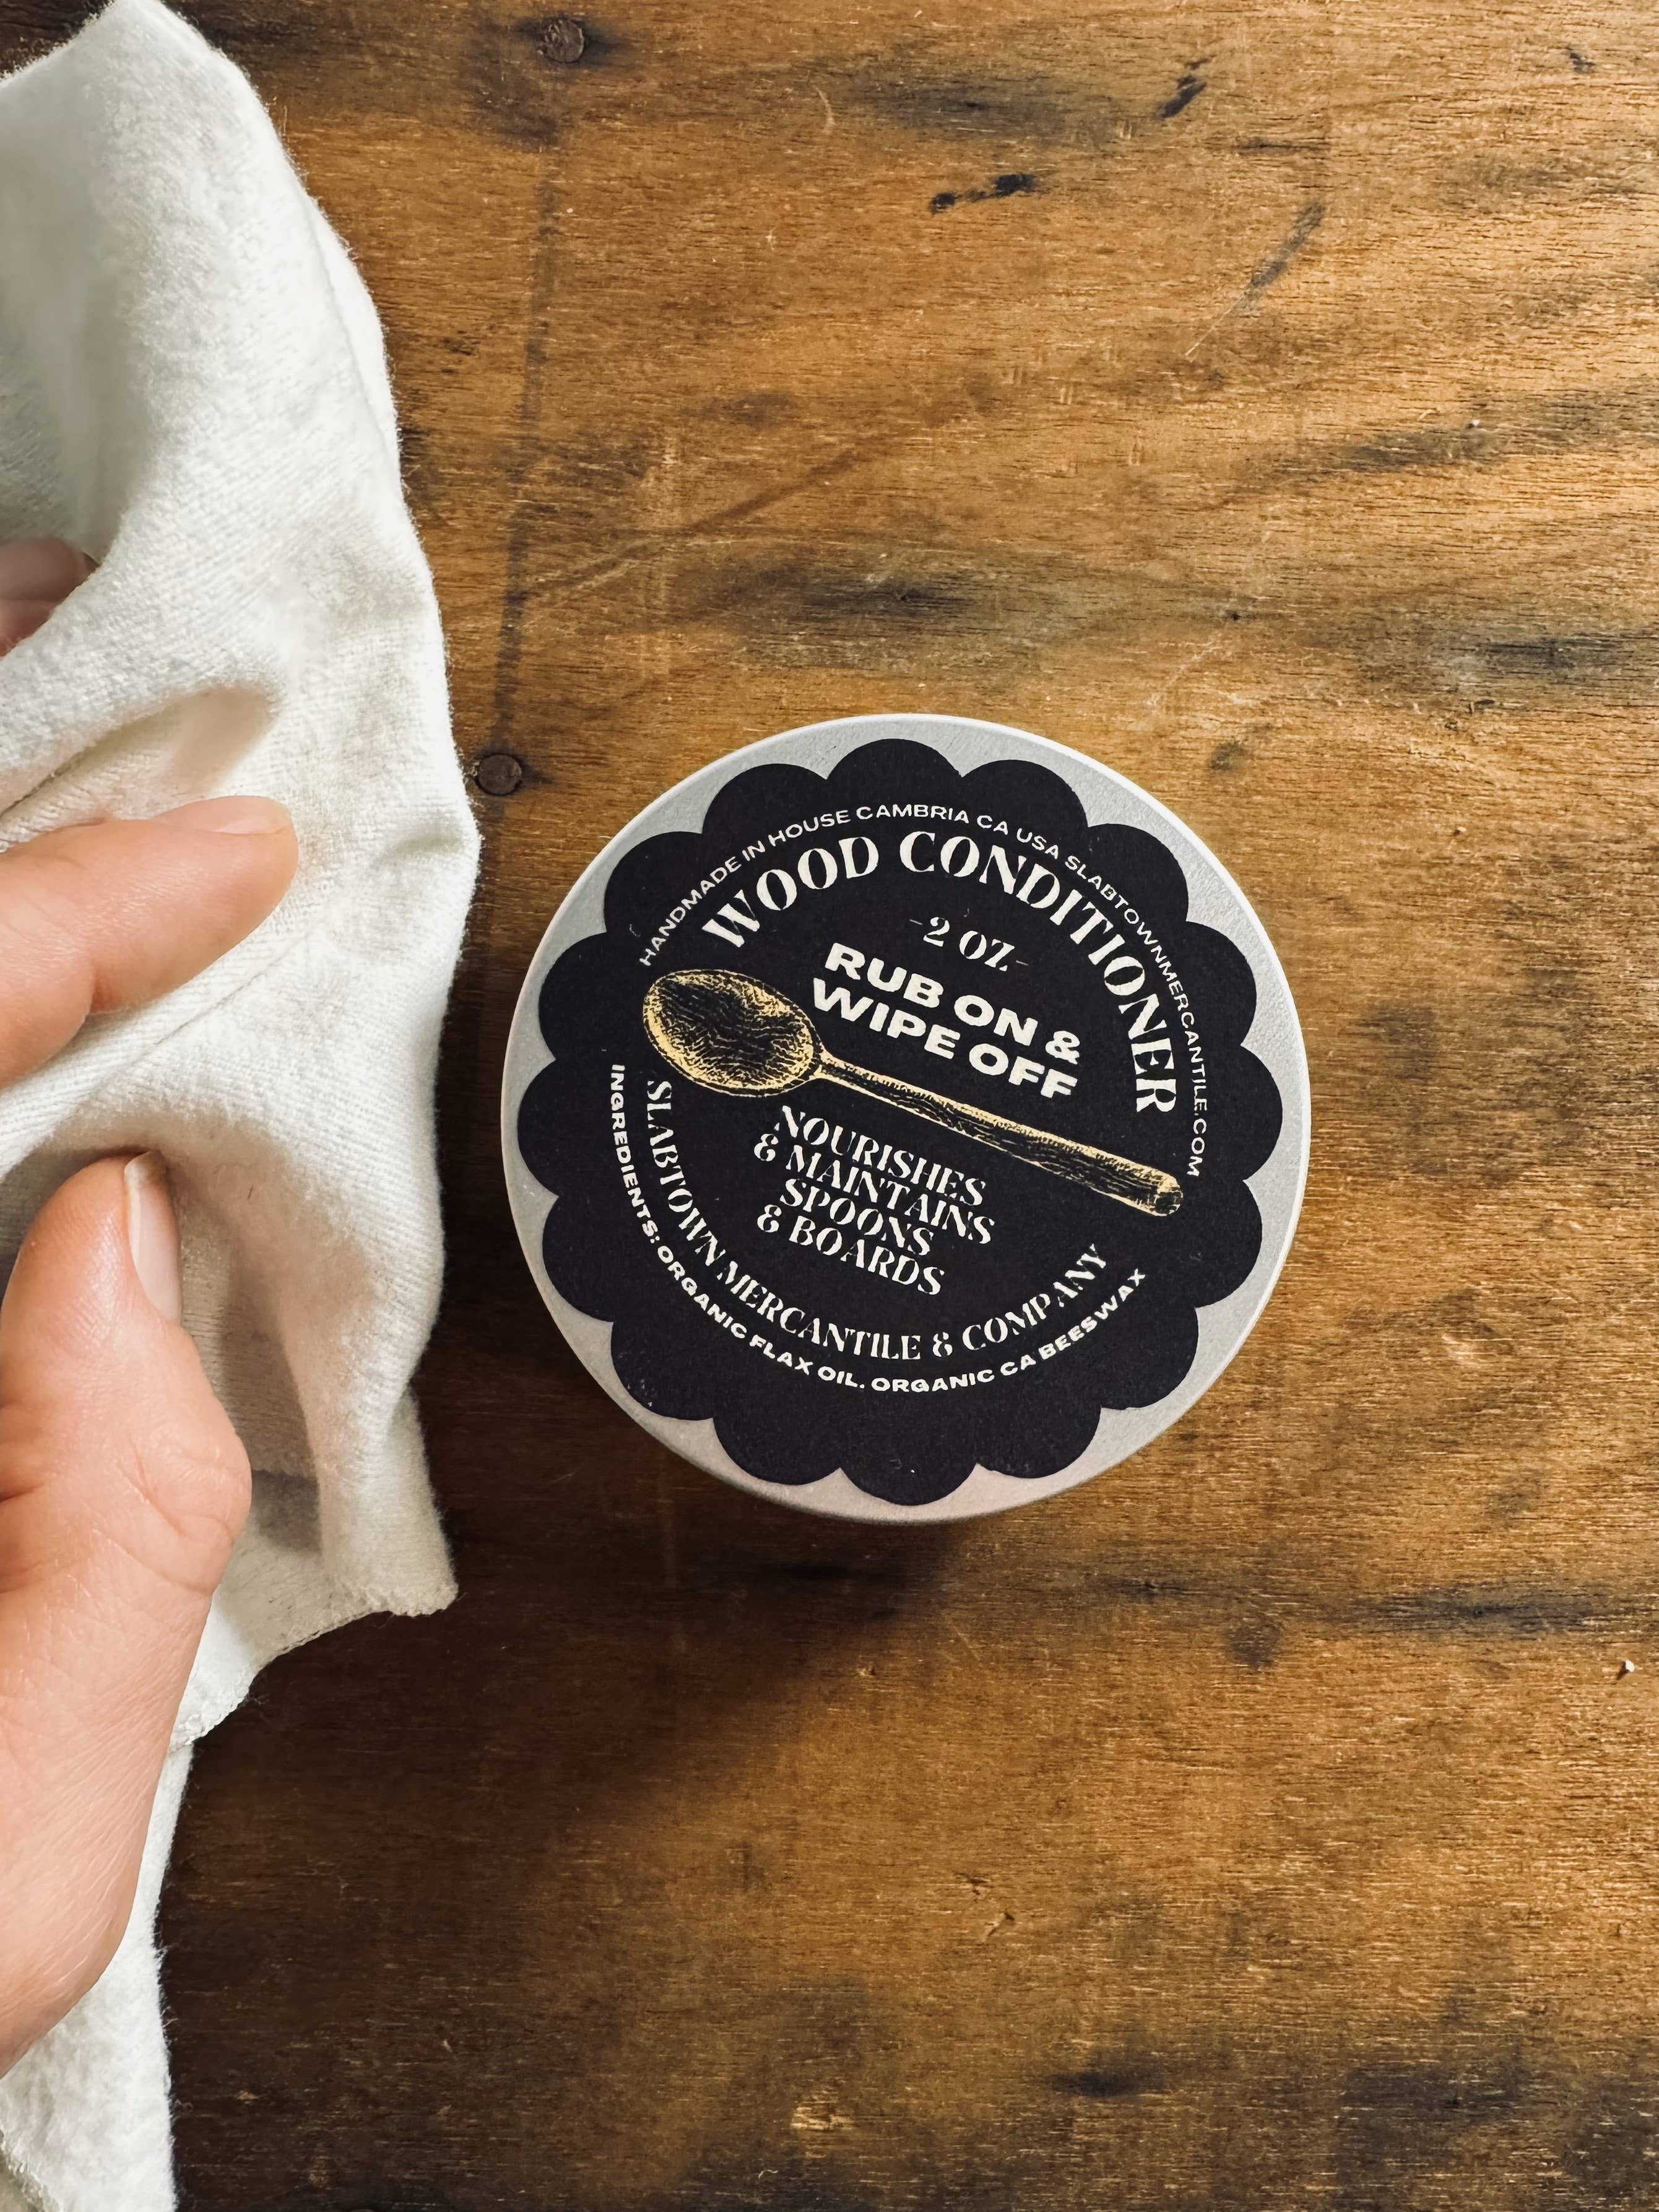 HANDMADE IN HOUSE CAMBRIA CA USA SLABTOWNMERCANTILE.COM
WOOD CONDITIONER
-2 OZ-
RUB ON &
WIPE OFF
NOURISHES
& MAINTAINS
SPOONS
& BOARDS
SLABTOWN MERCANTILE & COMPANY
INGREDIENTS: ORGANIC FLAX OIL. ORGANIC CA BEESWAX